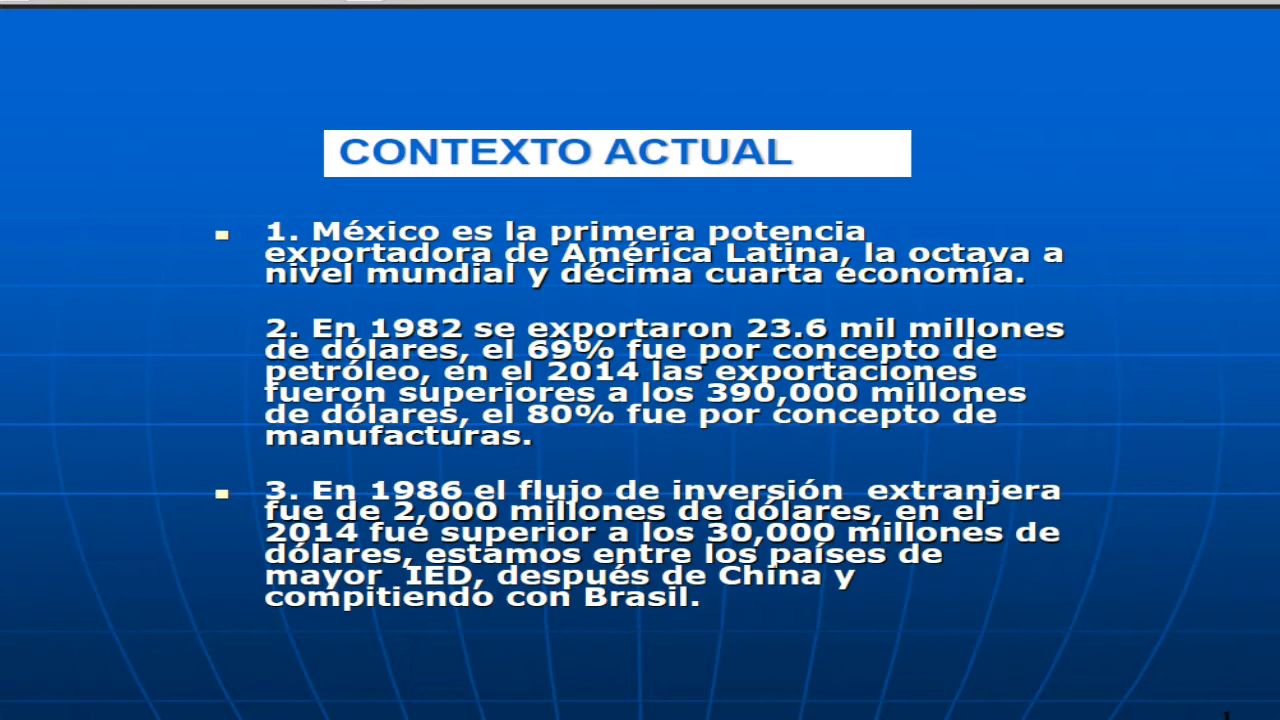 CONTEXTO ACTUAL
1. México es la primera potencia
exportadora de América Latina, la octava a
nivel mundial y décima cuarta economía.
2. En 1982 se exportaron 23.6 mil millones
de dólares, el 69% fue por concepto de
petróleo, en el 2014 las exportaciones
fueron superiores a los 390,000 millones
de dólares, el 80% fue por concepto de
manufacturas.
3. En 1986 el flujo de inversión  extranjera
fue de 2,000 millones de dólares, en el
2014 fue superior a los 30,000 millones de
dólares, estamos entre los países de
mayor  IED, después de China y
compitiendo con Brasil.